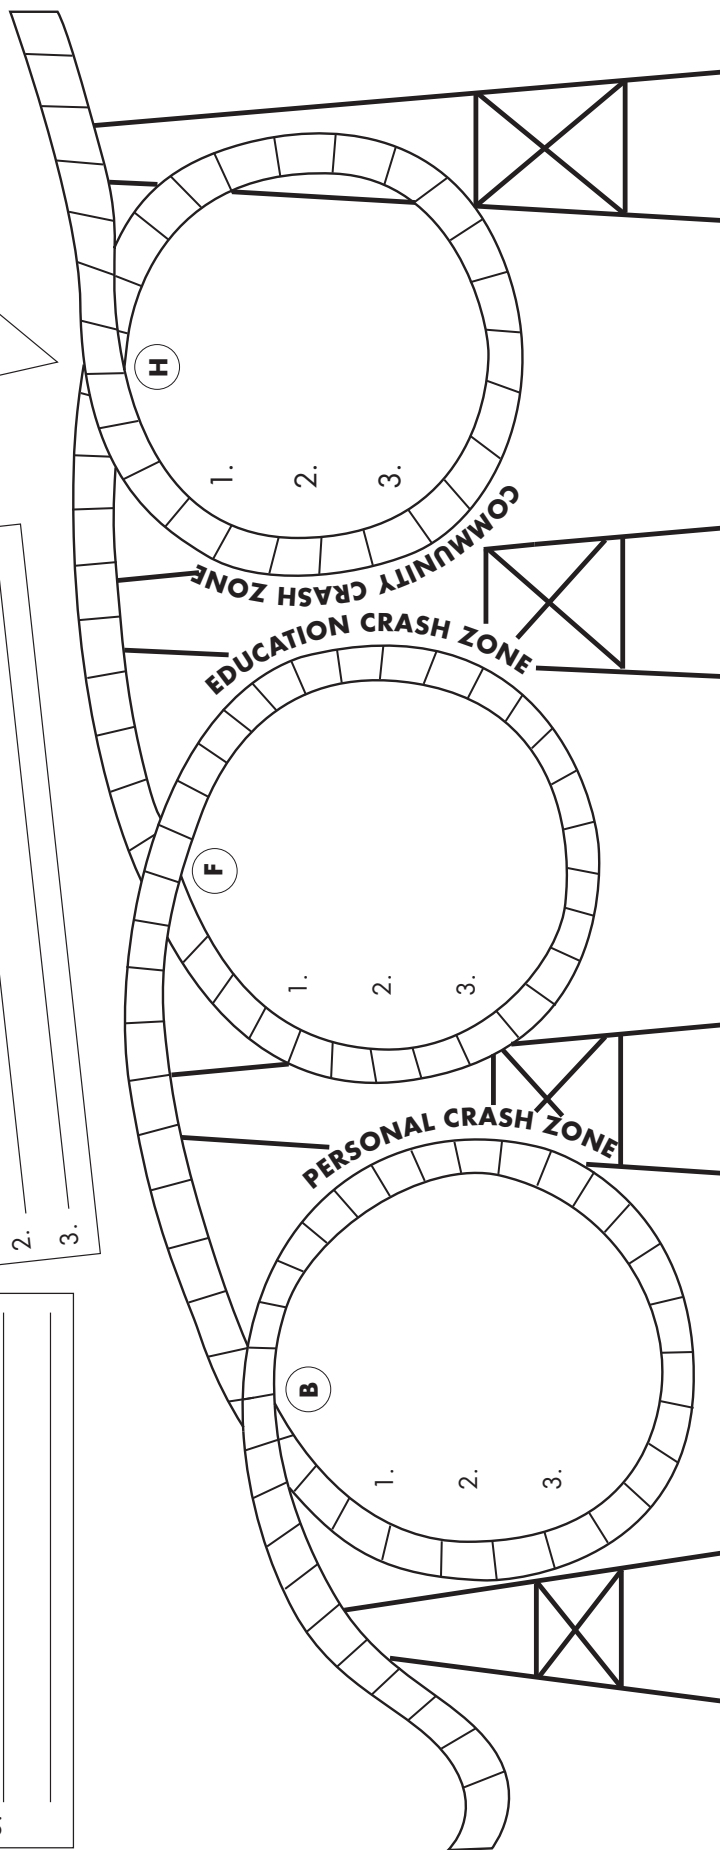 2.
3.
B
1.
2.
3.
PERSONAL CRASH ZONE
F
1.
2.
3.
EDUCATION CRASH ZONE
COMMUNITY CRASH ZONE
H
1.
2.
3.